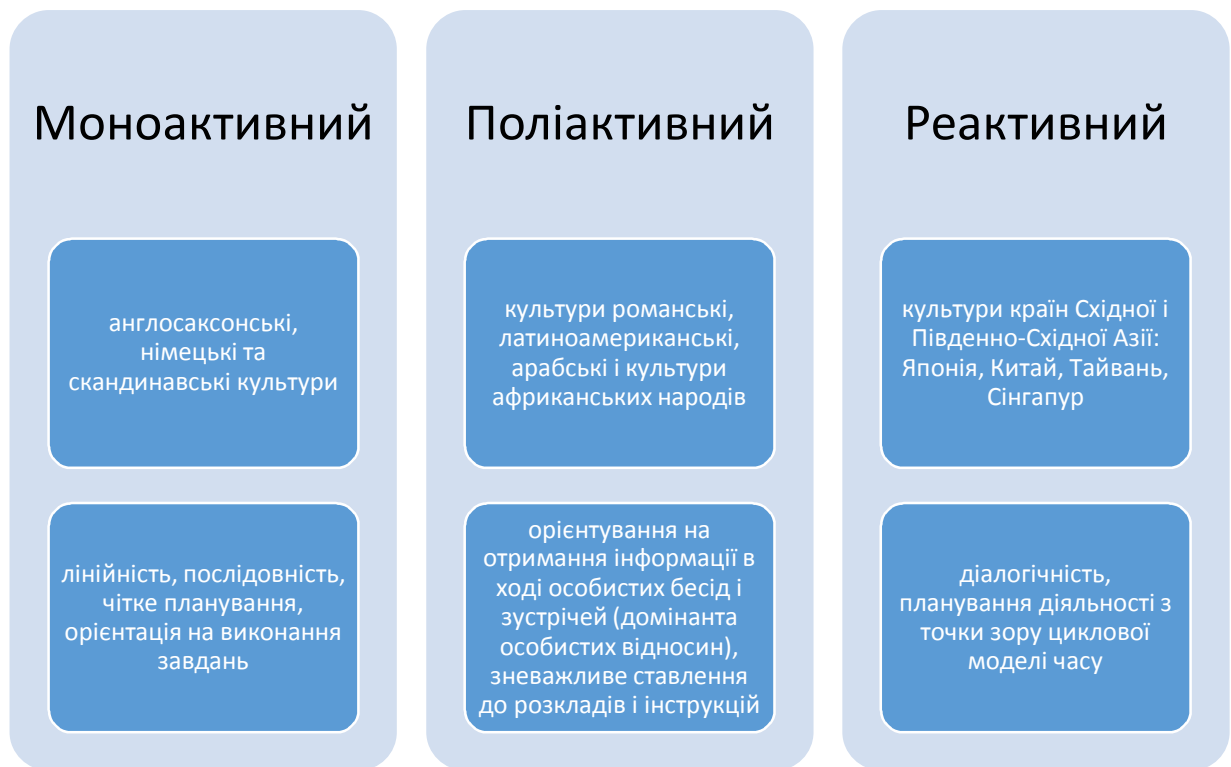 Моноактивний
англосаксонські,
німецькі та
скандинавські культури
лінійність, послідовність,
чітке планування,
орієнтація на виконання
завдань
Поліактивний
культури романські,
латиноамериканські,
арабські і культури
африканських народів
орієнтування на
отримання інформації в
ході особистих бесід і
зустрічей (домінанта
особистих відносин),
зневажливе ставлення
до розкладів і інструкцій
Реактивний
культури країн Східної і
Південно-Східної Азії:
Японія, Китай, Тайвань,
Сінгапур
діалогічність,
планування діяльності з
точки зору циклової
моделі часу